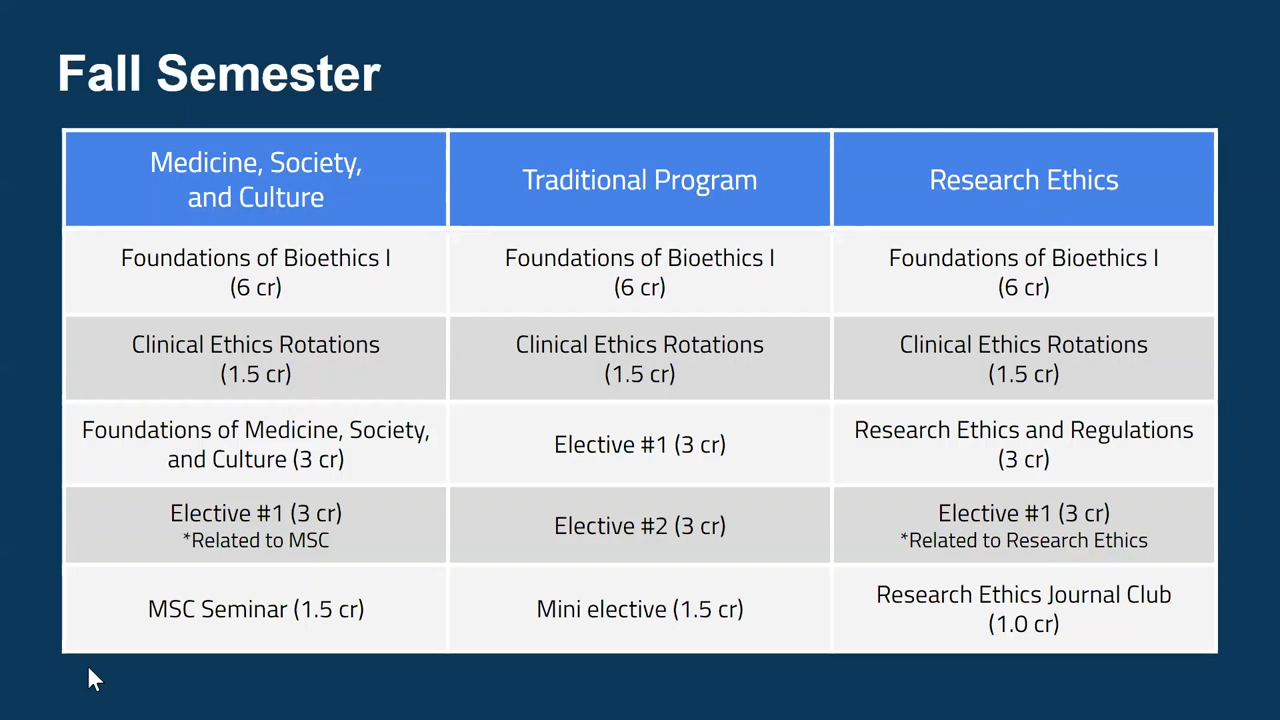 Fall Semester
Medicine, Society,
and Culture
Traditional Program
Research Ethics
Foundations of Bioethics I
(6 cr)
Foundations of Bioethics I
(6 cr)
Foundations of Bioethics I
(6 cr)
Clinical Ethics Rotations
(1.5 cr)
Clinical Ethics Rotations
(1.5 cr)
Clinical Ethics Rotations
(1.5 cr)
Foundations of Medicine, Society,
and Culture (3 cr)
Elective #1 (3 cr)
Research Ethics and Regulations
(3 cr)
Elective #1 (3 cr)
*Related to MSC
Elective #2 (3 cr)
Elective #1 (3 cr)
*Related to Research Ethics
MSC Seminar (1.5 cr)
Mini elective (1.5 cr)
Research Ethics Journal Club
(1.0 cr)